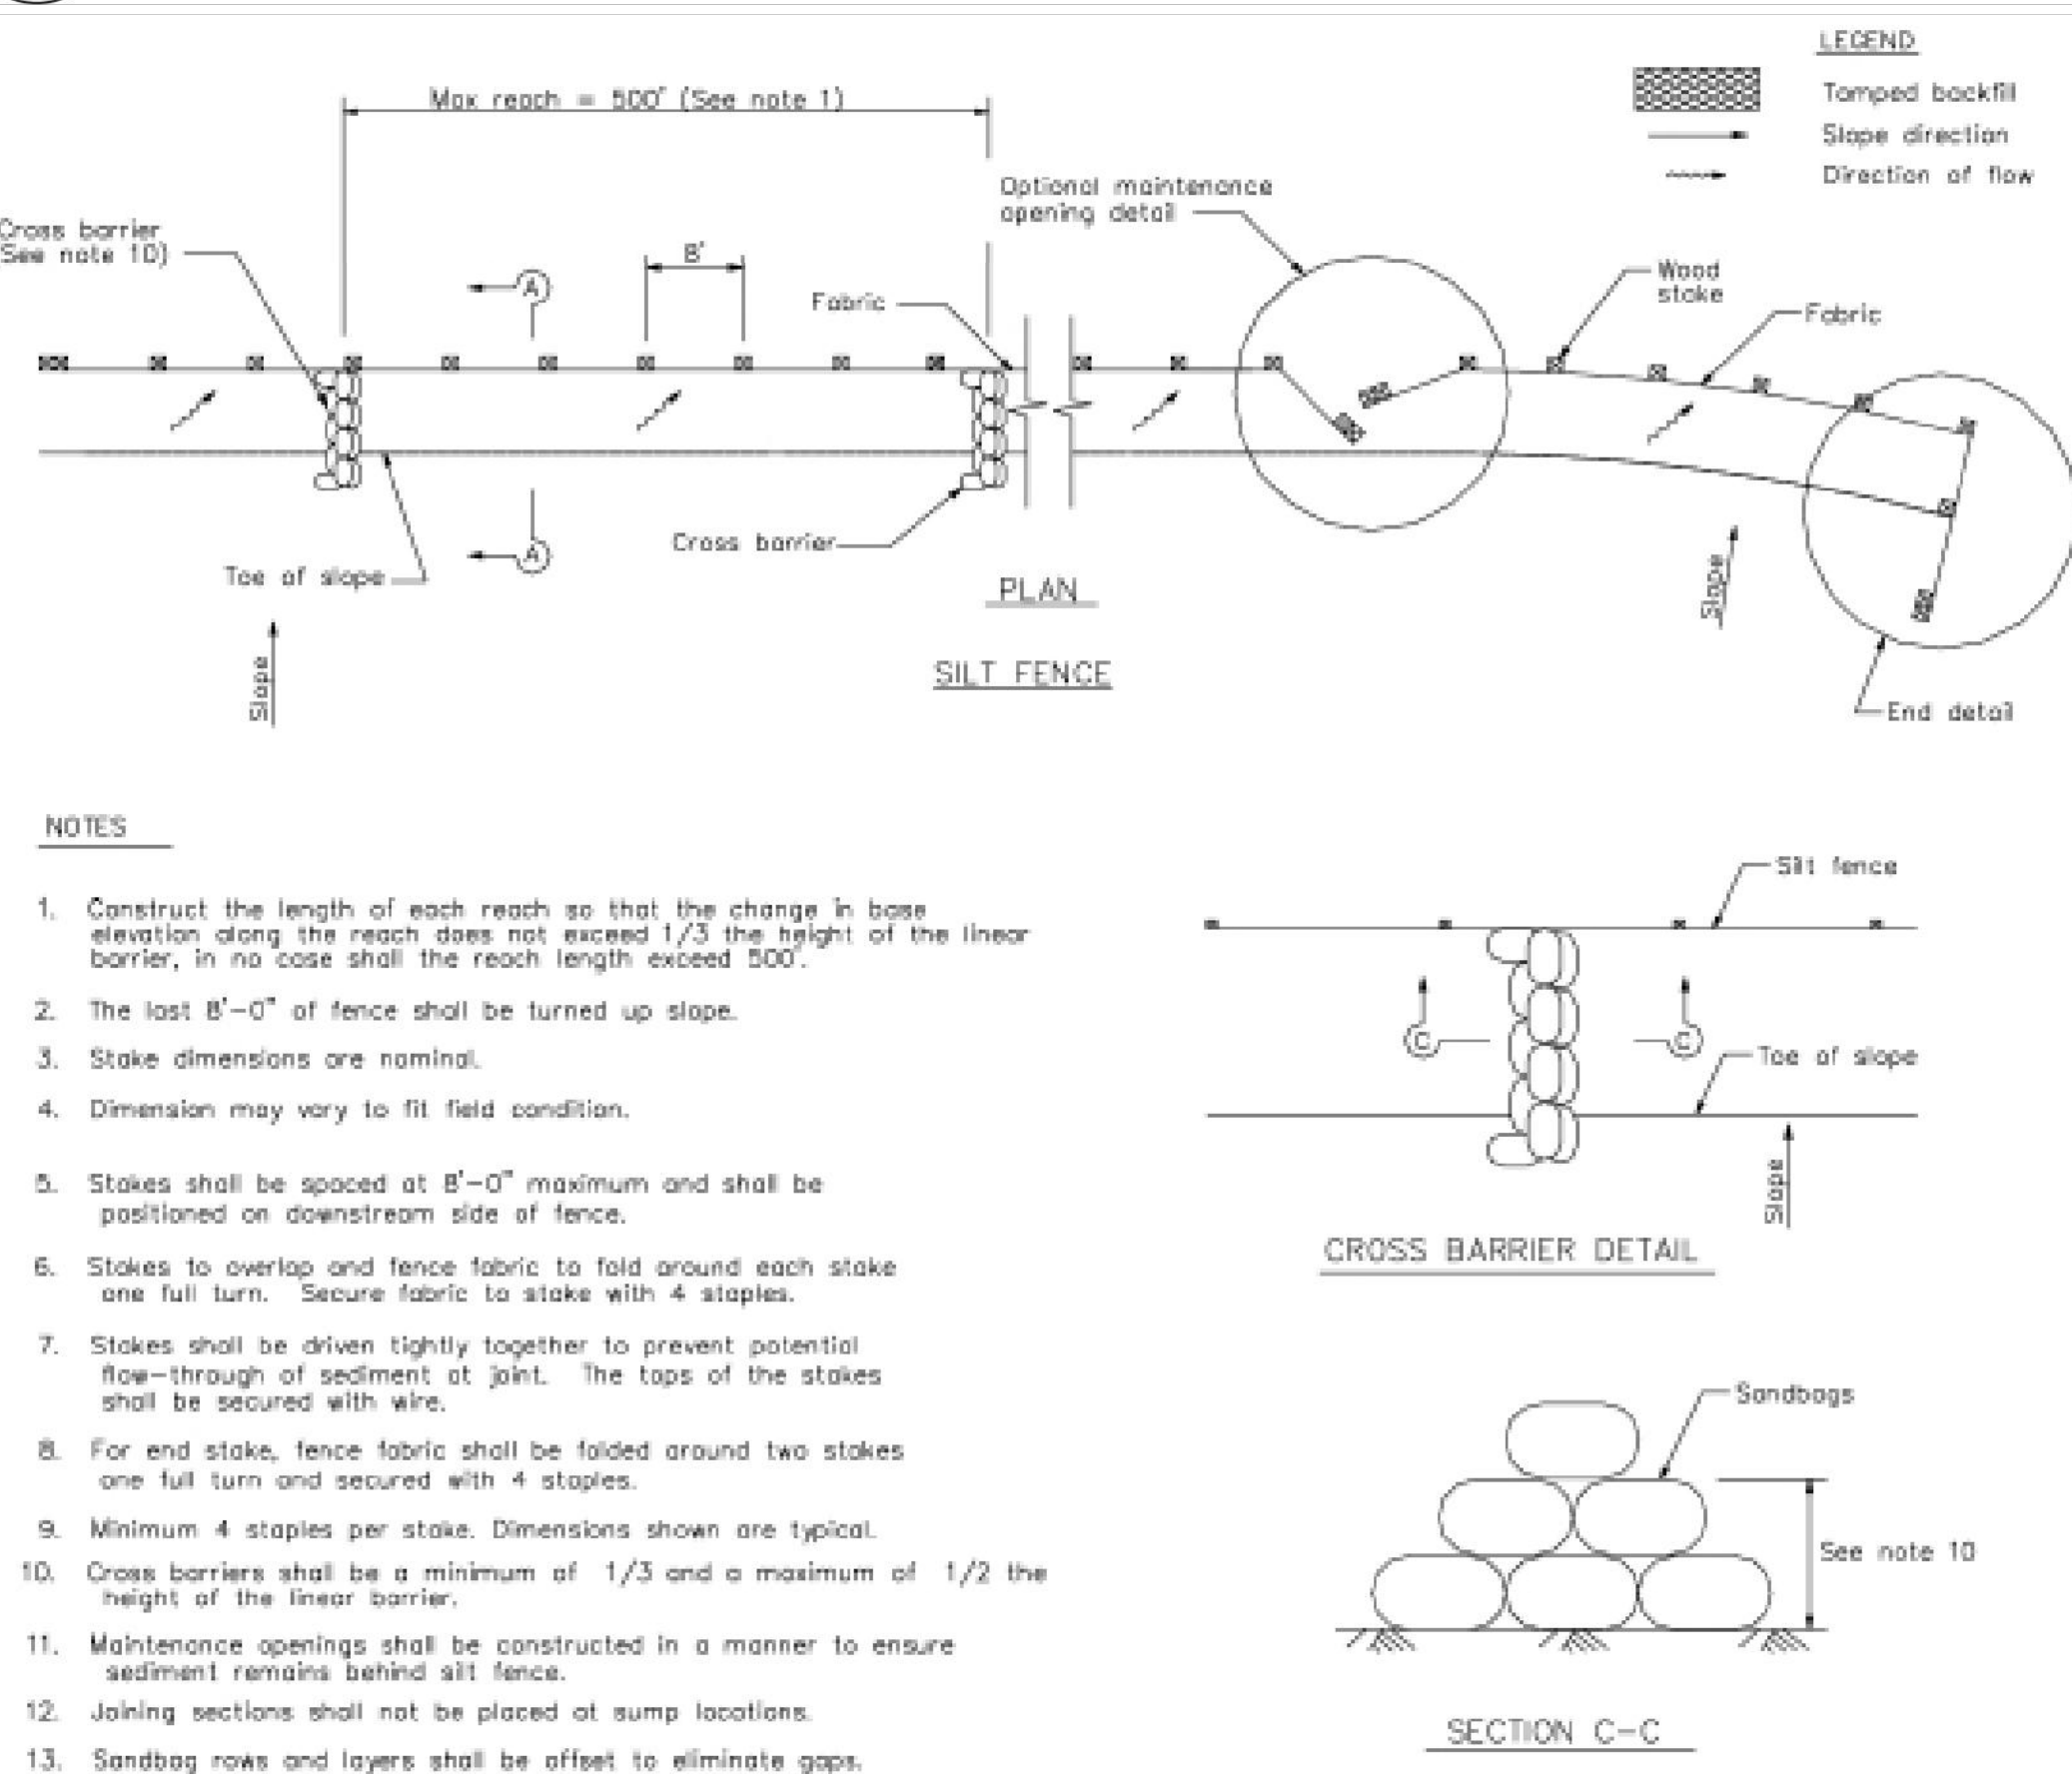 LEGEND
Tamped backfill
Slope direction
Direction of flow
Max reach = 500' (See note 1)
Optional maintenance
opening detail
Cross barrier
(See note 10)
A
8'
Fabric
Wood
stake
Fabric
Cross barrier
A
Toe of slope
PLAN
Slope
Slope
SILT FENCE
End detail
NOTES
1. Construct the length of each reach so that the change in base
elevation along the reach does not exceed 1/3 the height of the linear
barrier, in no case shall the reach length exceed 500'.
2. The last 8'-0" of fence shall be turned up slope.
3. Stake dimensions are nominal.
4. Dimension may vary to fit field condition.
5. Stakes shall be spaced at 8'-0" maximum and shall be
positioned on downstream side of fence.
6. Stakes to overlap and fence fabric to fold around each stake
one full turn. Secure fabric to stake with 4 staples.
7. Stakes shall be driven tightly together to prevent potential
flow-through of sediment at joint. The tops of the stakes
shall be secured with wire.
8. For end stake, fence fabric shall be folded around two stakes
one full turn and secured with 4 staples.
9. Minimum 4 staples per stake. Dimensions shown are typical.
10. Cross barriers shall be a minimum of 1/3 and a maximum of 1/2 the
height of the linear barrier.
11. Maintenance openings shall be constructed in a manner to ensure
sediment remains behind silt fence.
12. Joining sections shall not be placed at sump locations.
13. Sandbag rows and layers shall be offset to eliminate gaps.
Silt fence
C
C
Toe of slope
Slope
CROSS BARRIER DETAIL
Sandbags
See note 10
SECTION C-C